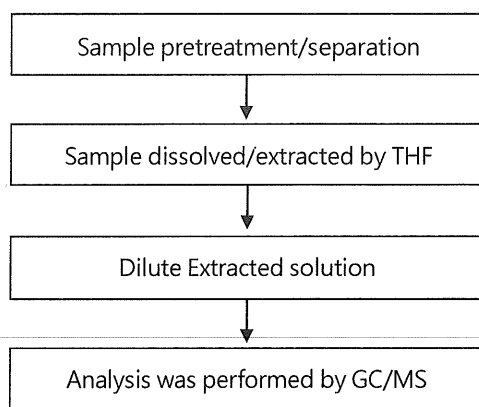 Sample pretreatment/separation
Sample dissolved/extracted by THF
Dilute Extracted solution
Analysis was performed by GC/MS